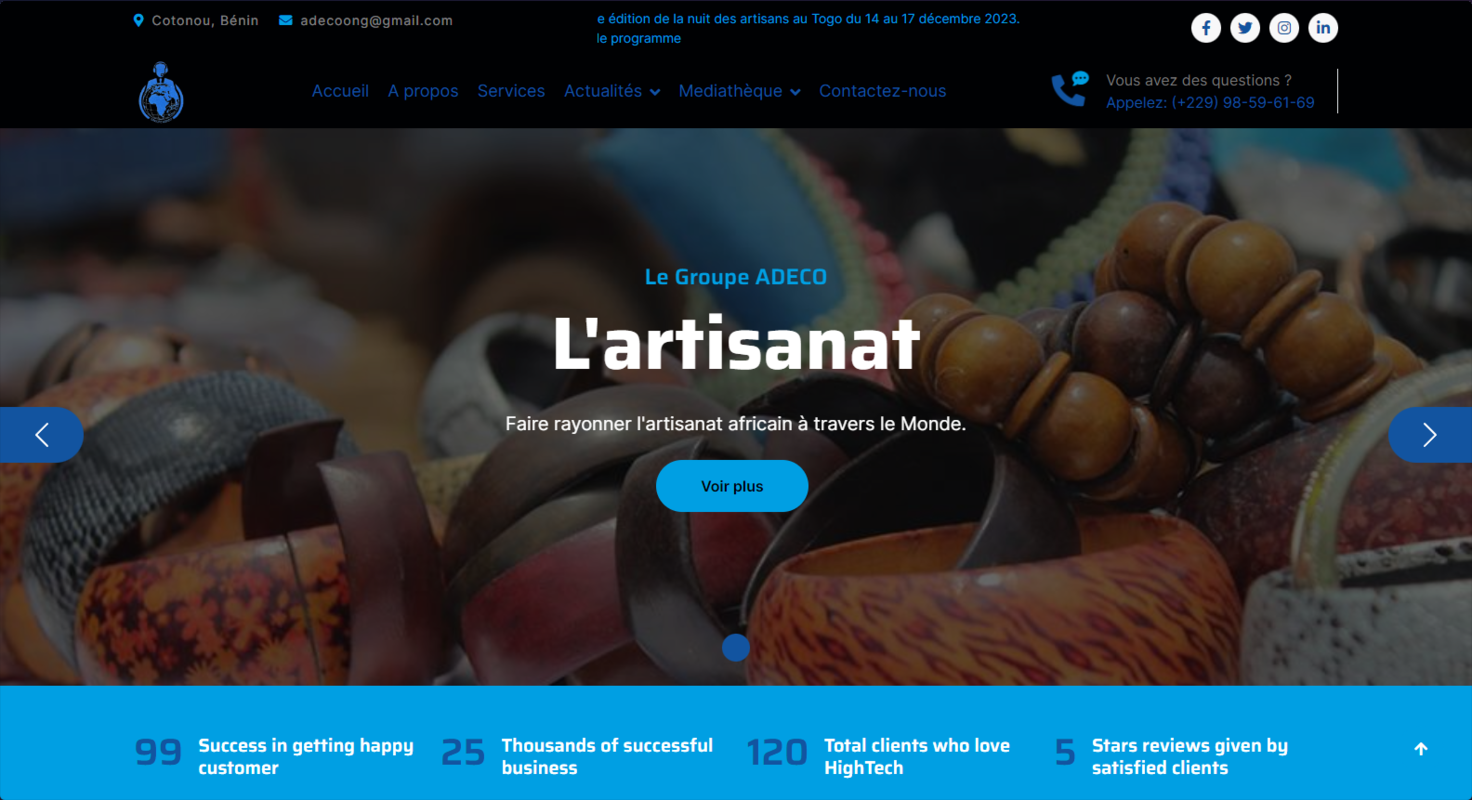 Cotonou, Bénin
adecoong@gmail.com
e édition de la nuit des artisans au Togo du 14 au 17 décembre 2023.
le programme
Accueil
A propos
Services
Actualités
Mediathèque
Contactez-nous
Vous avez des questions ?
Appelez: (+229) 98-59-61-69
Le Groupe ADECO
L'artisanat
Faire rayonner l'artisanat africain à travers le Monde.
Voir plus
99
Success in getting happy
customer
25
Thousands of successful
business
120
Total clients who love
HighTech
5
Stars reviews given by
satisfied clients